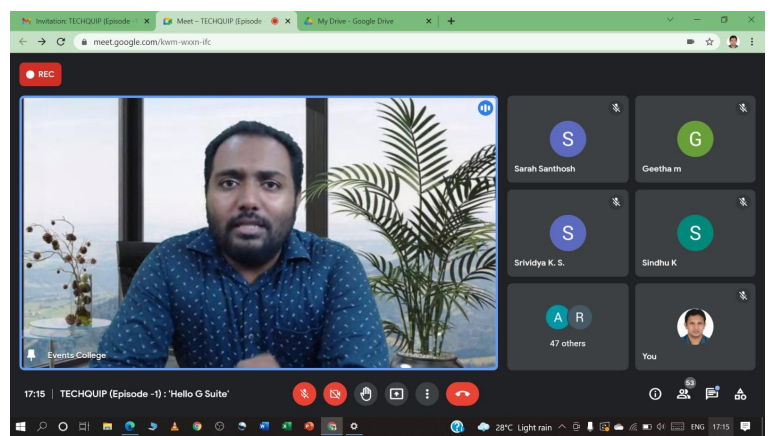 Invitation: TECHQUIP (Episode -1
Meet – TECHQUIP (Episode
My Drive - Google Drive
meet.google.com/kwm-wxxn-ifc
REC
S
Sarah Santhosh
G
Geetha m
S
Srividya K. S.
S
Sindhu K
Events College
A R
47 others
You
17:15 | TECHQUIP (Episode -1) : 'Hello G Suite'
53
28°C Light rain
ENG
17:15